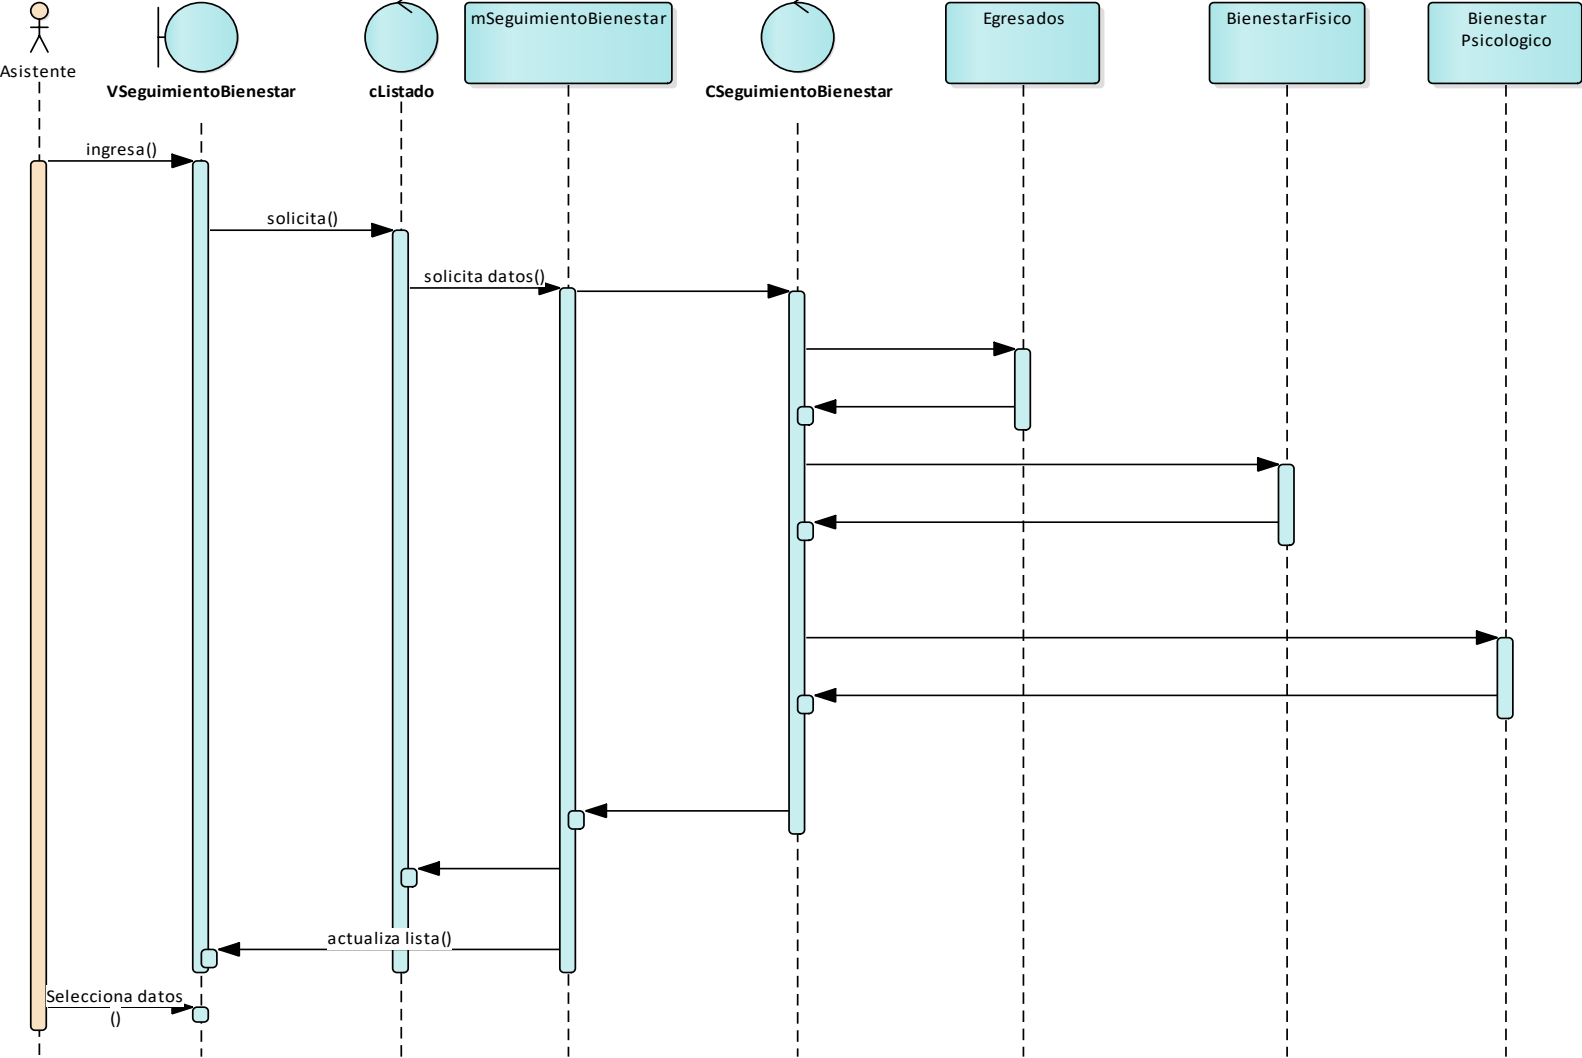 Asistente
VSeguimientoBienestar
cListado
mSeguimientoBienestar
CSeguimientoBienestar
Egresados
BienestarFisico
Bienestar
Psicologico
ingresa()
solicita()
solicita datos()
actualiza lista()
Selecciona datos
()